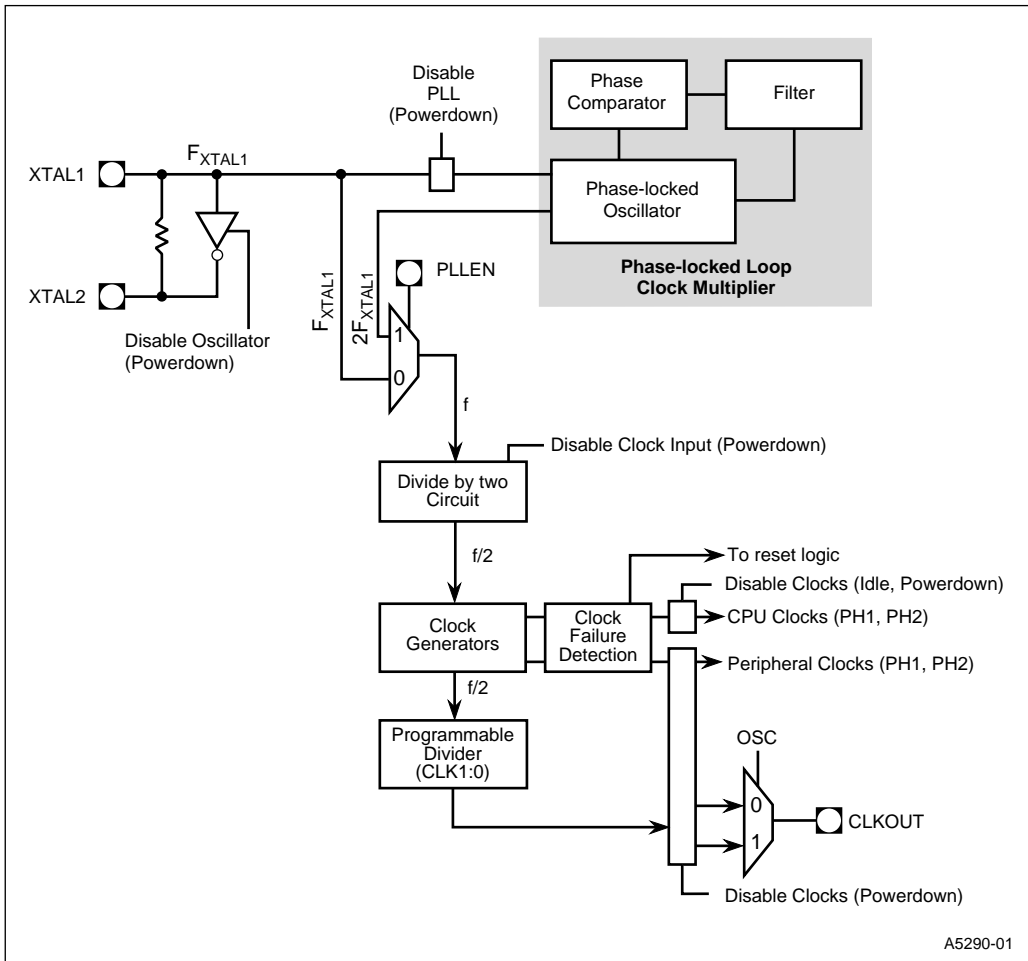 Disable
PLL
(Powerdown)
Phase
Comparator
Filter
XTAL1
FXTAL1
Phase-locked
Oscillator
Phase-locked Loop
Clock Multiplier
XTAL2
PLLEN
FXTAL1
2FXTAL1
Disable Oscillator
(Powerdown)
1
0
f
Disable Clock Input (Powerdown)
Divide by two
Circuit
f/2
To reset logic
Disable Clocks (Idle, Powerdown)
Clock
Generators
Clock
Failure
Detection
CPU Clocks (PH1, PH2)
Peripheral Clocks (PH1, PH2)
f/2
Programmable
Divider
(CLK1:0)
OSC
0
1
CLKOUT
Disable Clocks (Powerdown)
A5290-01